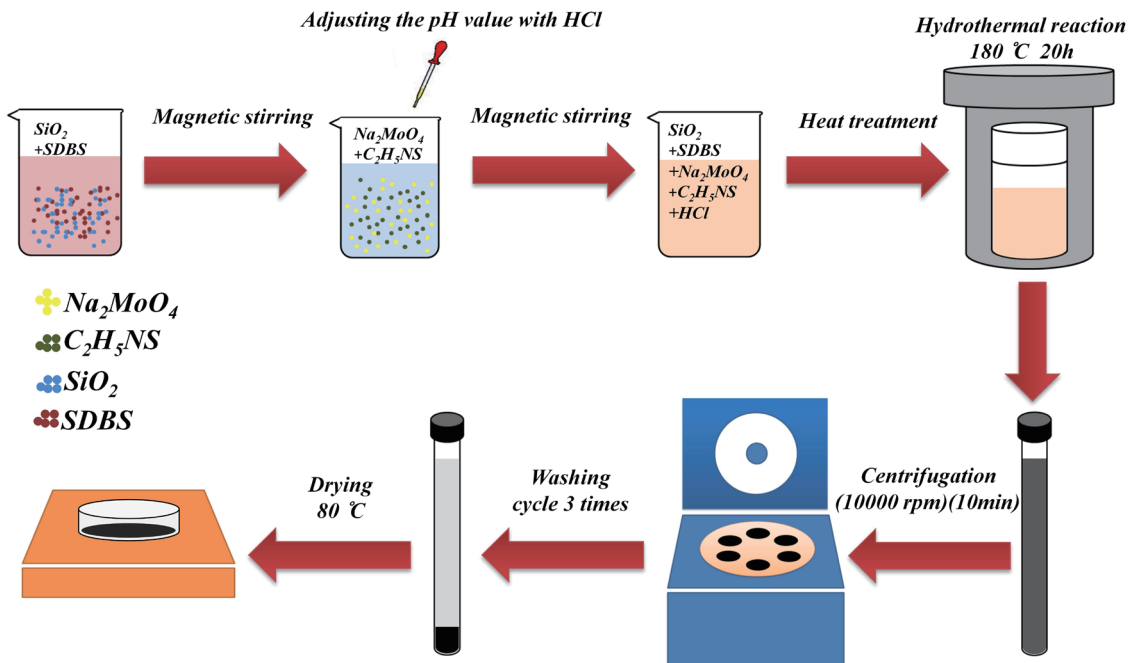 Adjusting the pH value with HCl
Hydrothermal reaction
180 ℃ 20h
SiO₂
+SDBS
Magnetic stirring
Na₂MoO₄
+C₂H₅NS
Magnetic stirring
SiO₂
+SDBS
+Na₂MoO₄
+C₂H₅NS
+HCl
Heat treatment
Na₂MoO₄
C₂H₅NS
SiO₂
SDBS
Centrifugation
(10000 rpm)(10min)
Washing
cycle 3 times
Drying
80 ℃